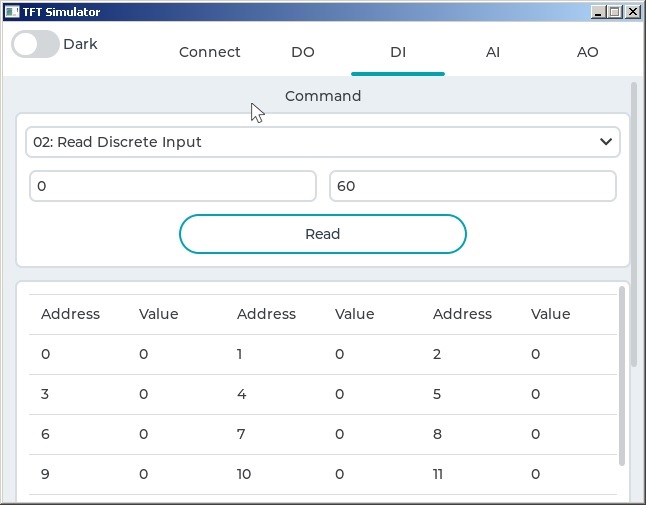 TFT Simulator
Dark Connect DO DI AI AO
Command
02: Read Discrete Input
0 60
Read
Address Value Address Value Address Value
0 0 1 0 2 0
3 0 4 0 5 0
6 0 7 0 8 0
9 0 10 0 11 0